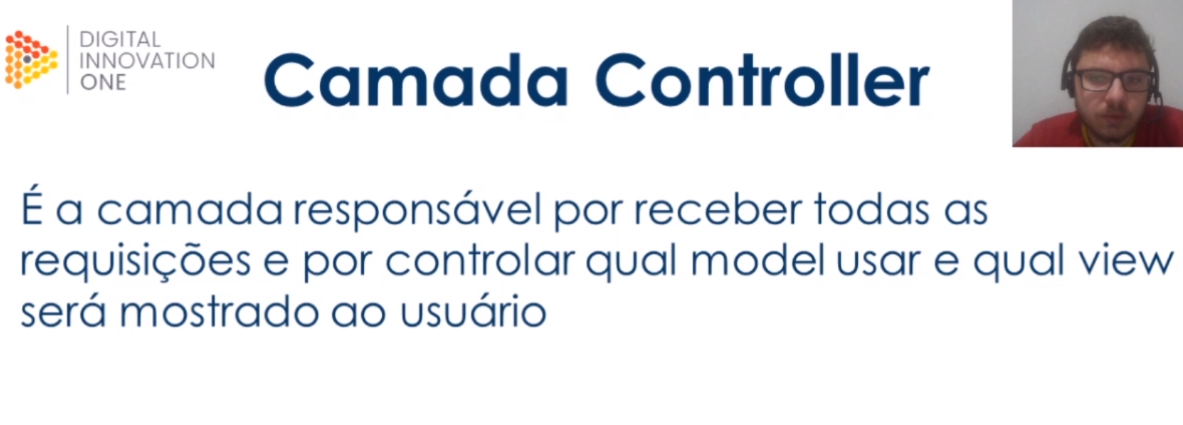 DIGITAL
INNOVATION
ONE
Camada Controller
É a camada responsável por receber todas as
requisições e por controlar qual model usar e qual view
será mostrado ao usuário